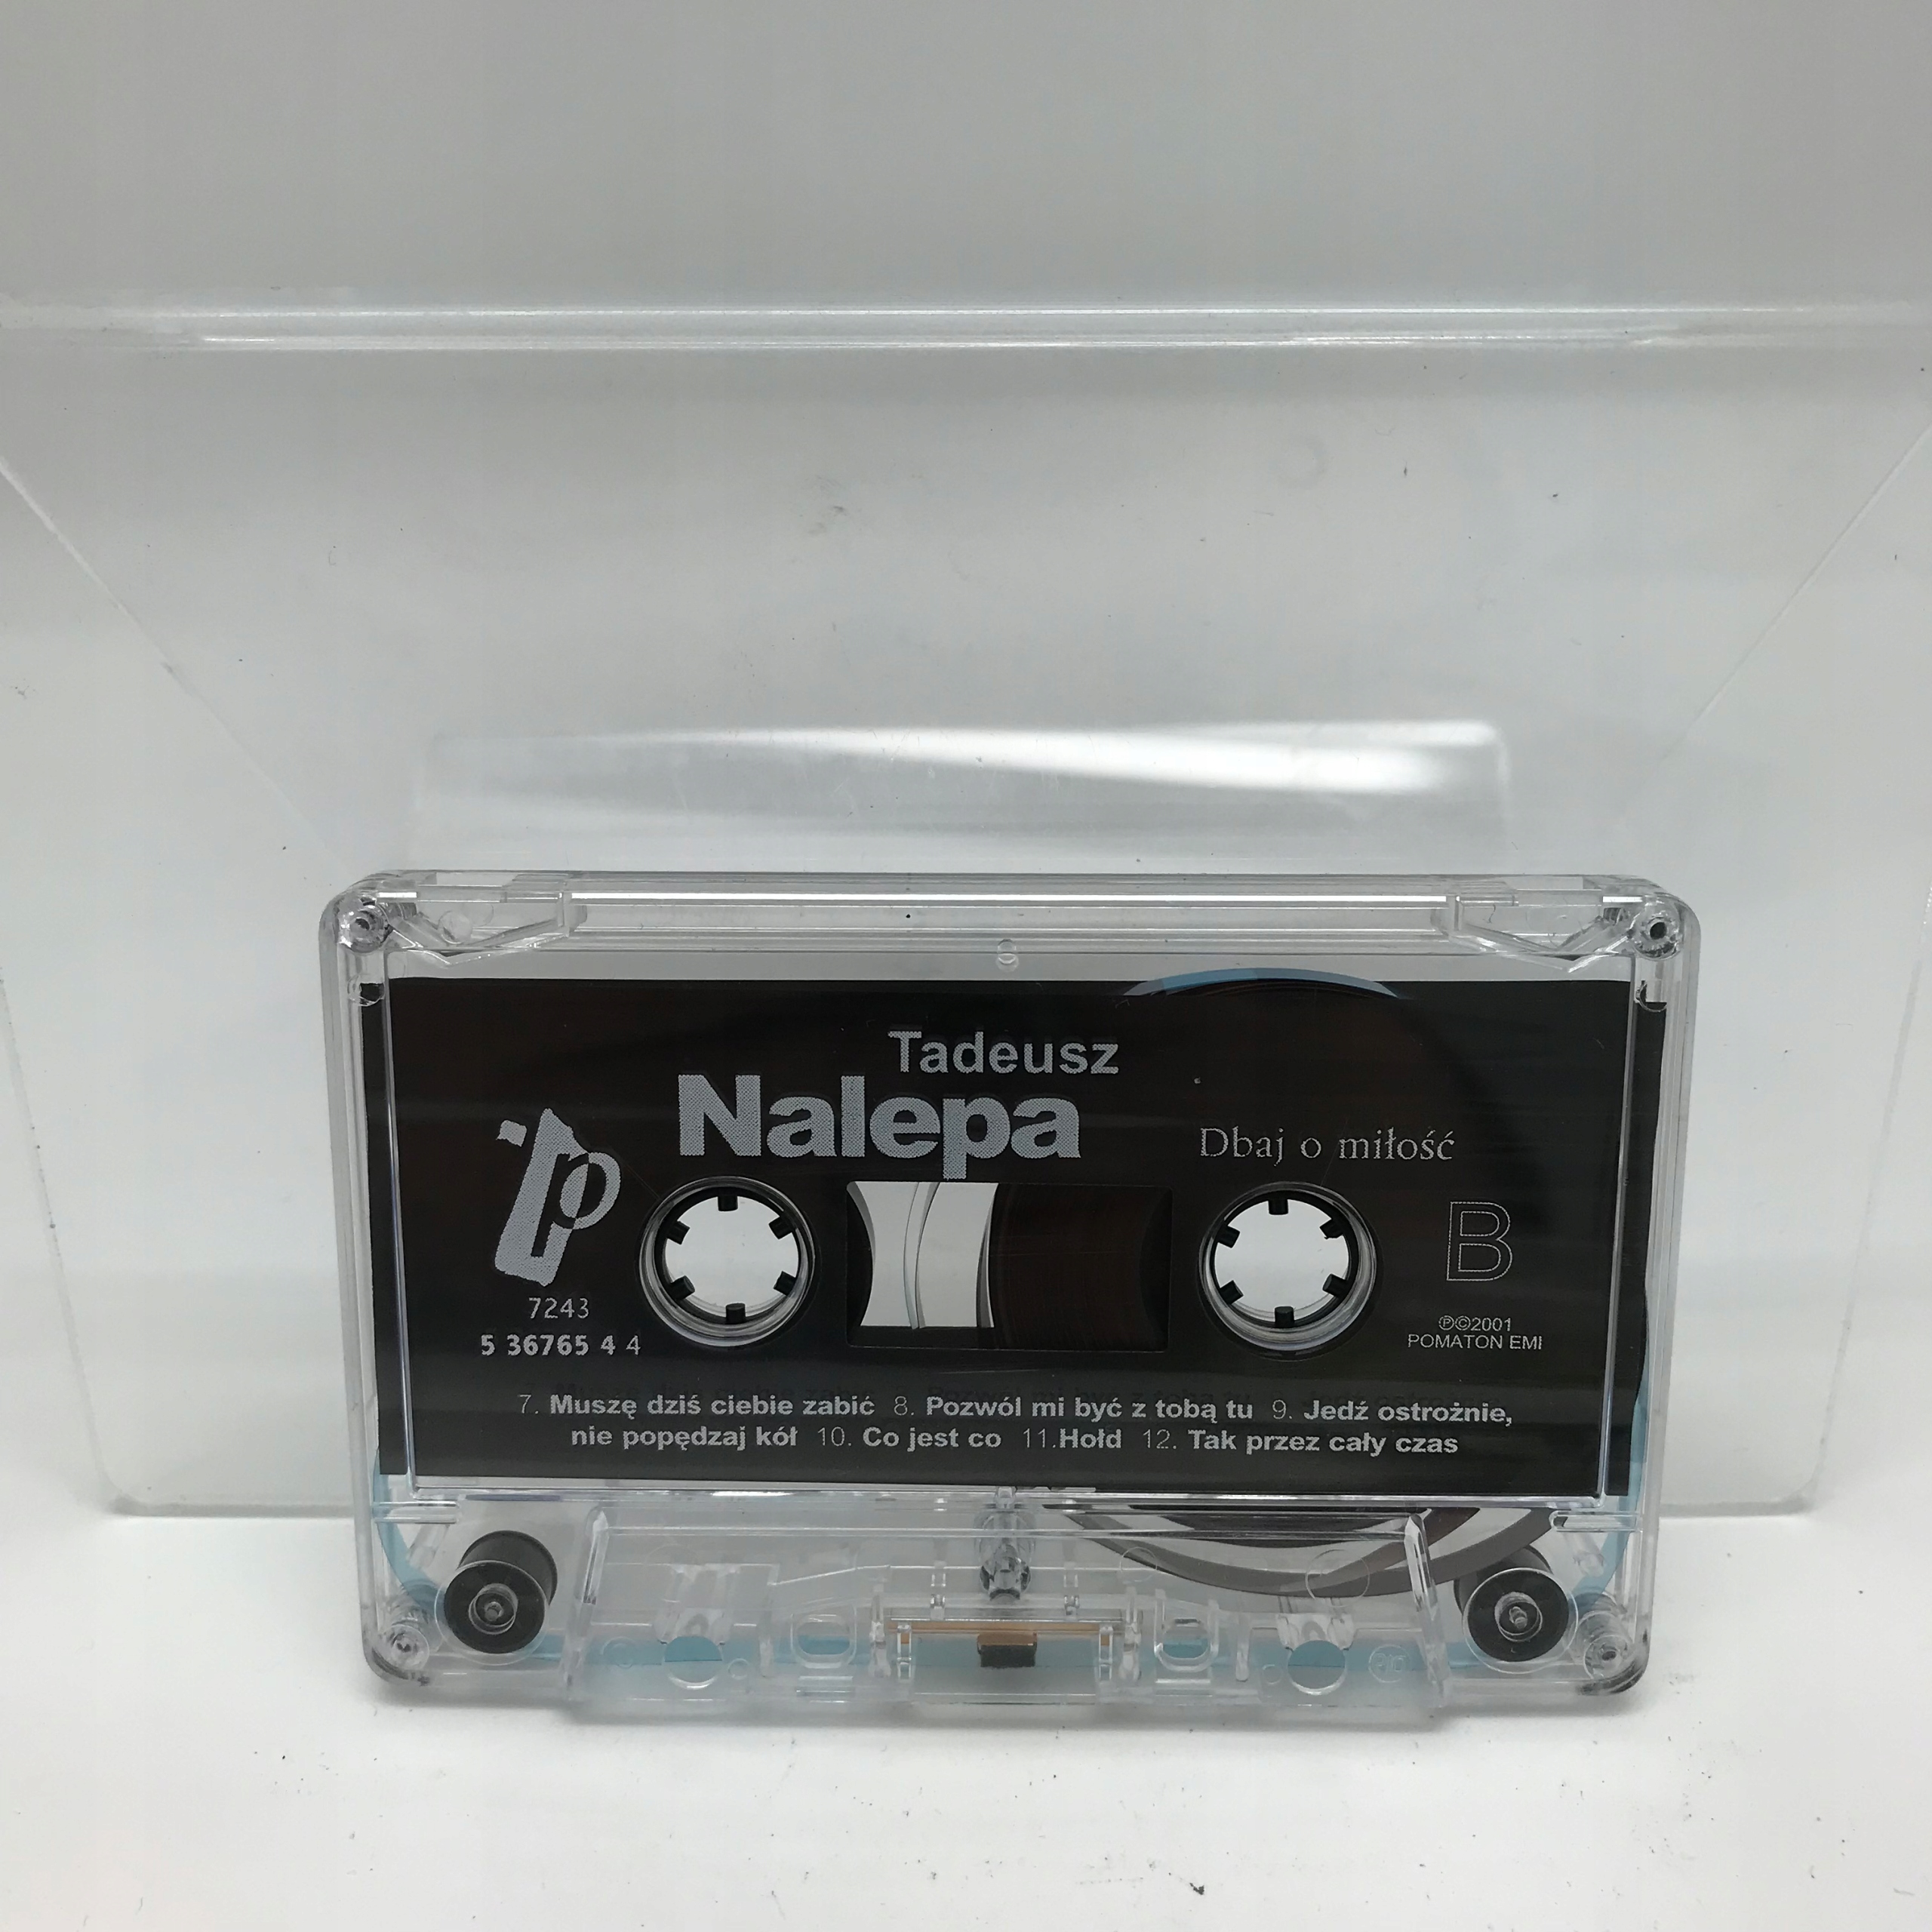 Tadeusz
Nalepa
Dbaj o miłość
p
B
7243
5 36765 4 4
℗©2001
POMATON EMI
7. Muszę dziś ciebie zabić 8. Pozwól mi być z tobą tu 9. Jedź ostrożnie,
nie popędzaj kół 10. Co jest co 11.Hołd 12. Tak przez cały czas